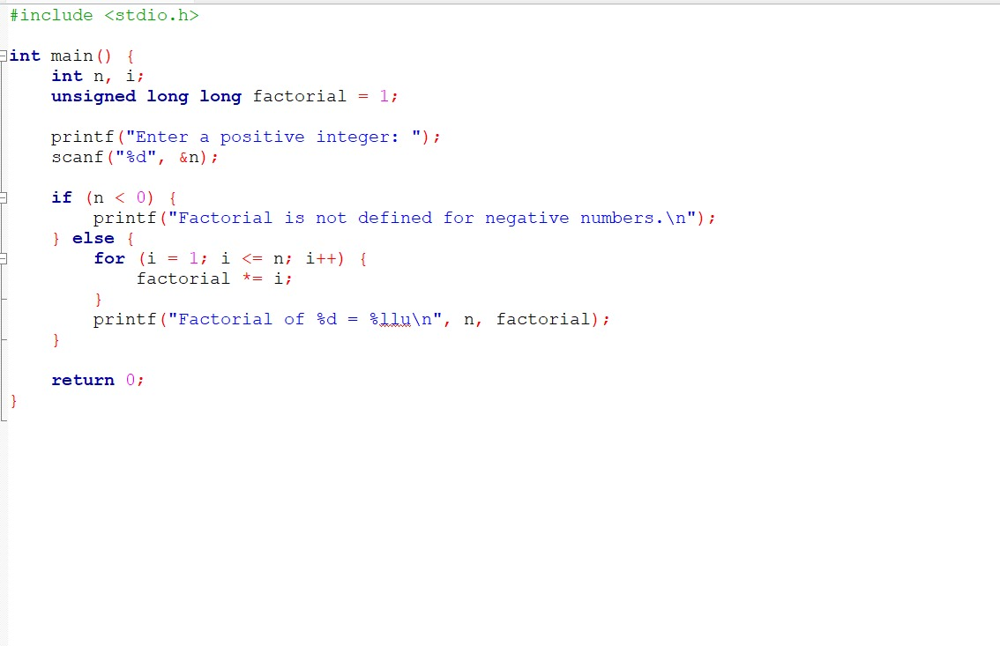 #include <stdio.h>
int main() {
    int n, i;
    unsigned long long factorial = 1;
    printf("Enter a positive integer: ");
    scanf("%d", &n);
    if (n < 0) {
        printf("Factorial is not defined for negative numbers.\n");
    } else {
        for (i = 1; i <= n; i++) {
            factorial *= i;
        }
        printf("Factorial of %d = %llu\n", n, factorial);
    }
    return 0;
}